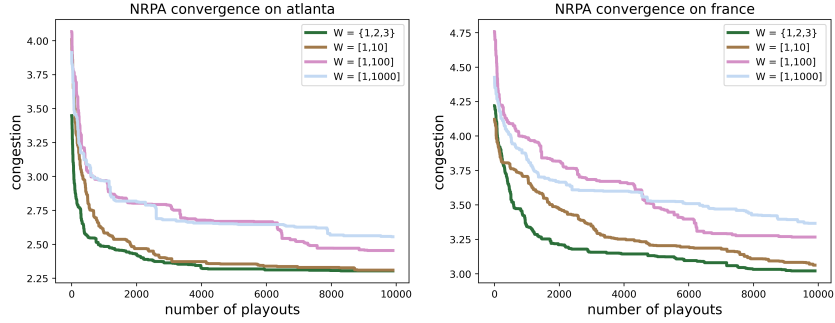 NRPA convergence on atlanta
congestion
4.00
3.75
3.50
3.25
3.00
2.75
2.50
2.25
0
2000
4000
6000
8000
10000
number of playouts
W = {1,2,3}
W = [1,10]
W = [1,100]
W = [1,1000]
NRPA convergence on france
congestion
4.75
4.50
4.25
4.00
3.75
3.50
3.25
3.00
0
2000
4000
6000
8000
10000
number of playouts
W = {1,2,3}
W = [1,10]
W = [1,100]
W = [1,1000]